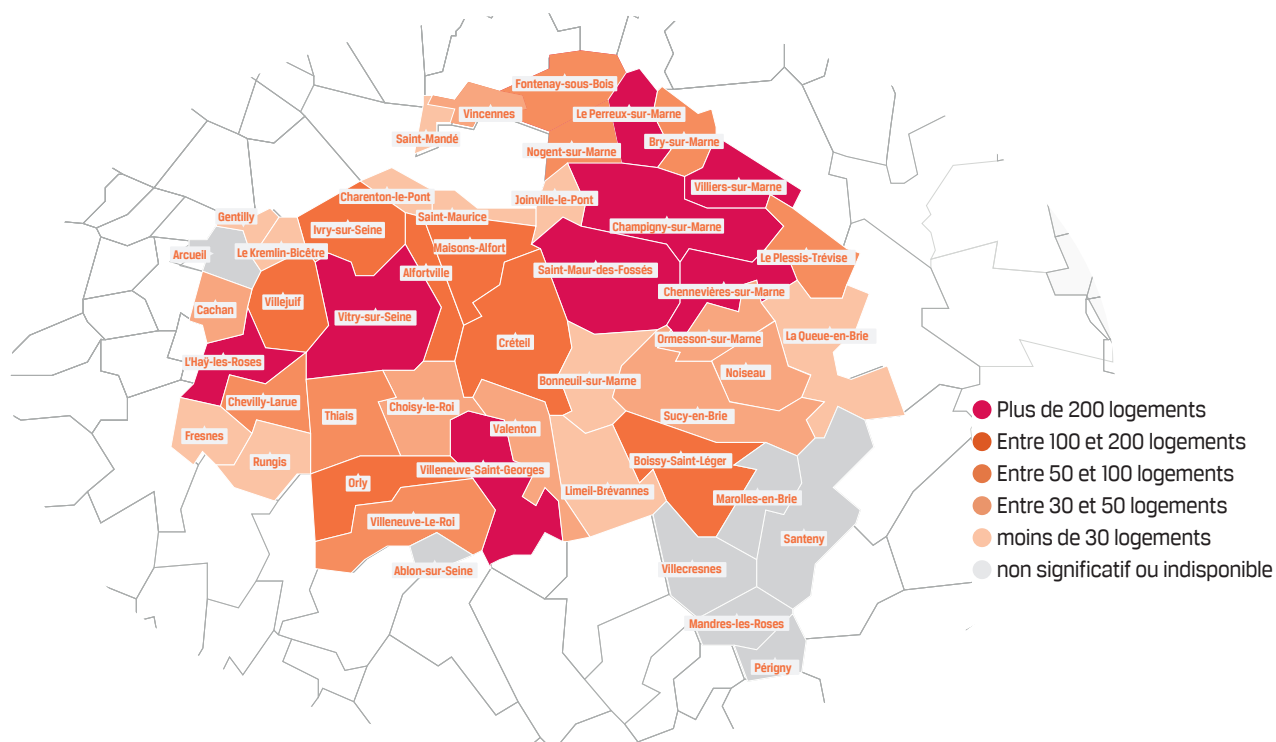 Fontenay-sous-Bois
Vincennes
Le Perreux-sur-Marne
Saint-Mandé
Bry-sur-Marne
Nogent-sur-Marne
Villiers-sur-Marne
Charenton-le-Pont
Joinville-le-Pont
Gentilly
Saint-Maurice
Ivry-sur-Seine
Champigny-sur-Marne
Arcueil
Le Kremlin-Bicêtre
Maisons-Alfort
Le Plessis-Trévise
Alfortville
Saint-Maur-des-Fossés
Chennevières-sur-Marne
Villejuif
Cachan
Vitry-sur-Seine
La Queue-en-Brie
Ormesson-sur-Marne
Créteil
L'Haÿ-les-Roses
Noiseau
Bonneuil-sur-Marne
Chevilly-Larue
Choisy-le-Roi
Thiais
Sucy-en-Brie
Valenton
Fresnes
Rungis
Boissy-Saint-Léger
Villeneuve-Saint-Georges
Orly
Limeil-Brévannes
Marolles-en-Brie
Villeneuve-Le-Roi
Santeny
Ablon-sur-Seine
Villecresnes
Mandres-les-Roses
Périgny
Plus de 200 logements
Entre 100 et 200 logements
Entre 50 et 100 logements
Entre 30 et 50 logements
moins de 30 logements
non significatif ou indisponible